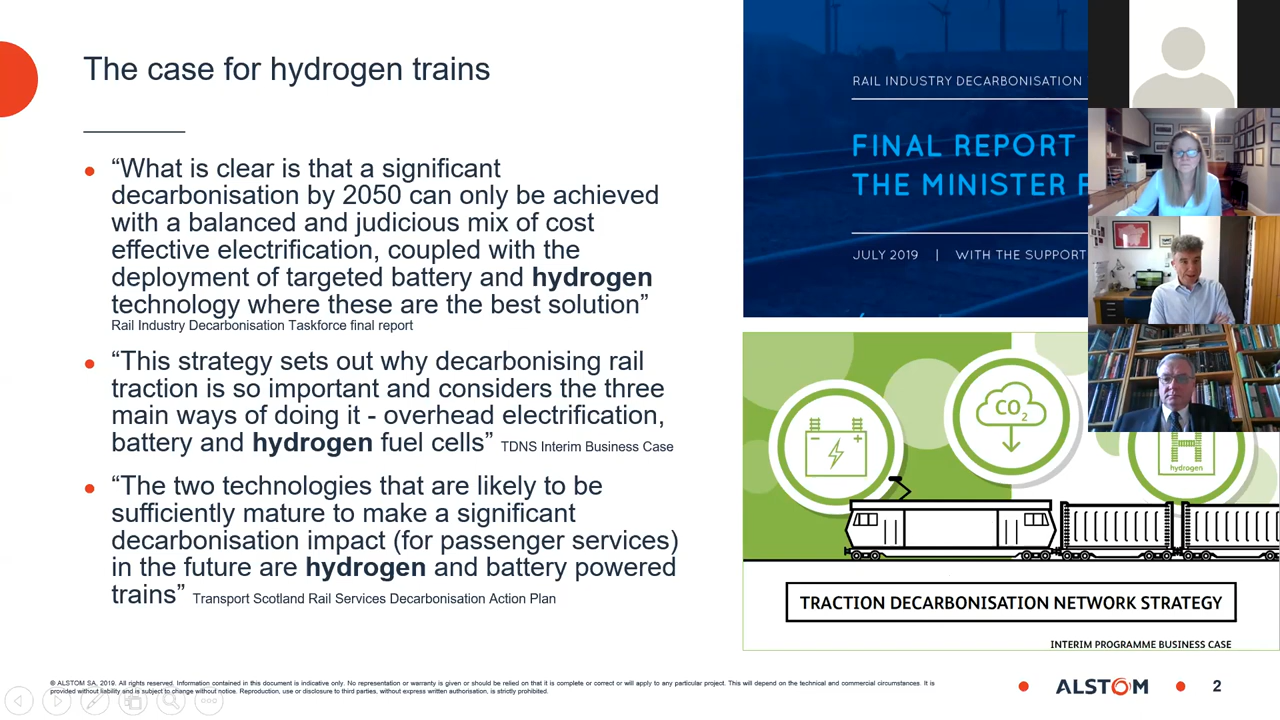 The case for hydrogen trains
“What is clear is that a significant
decarbonisation by 2050 can only be achieved
with a balanced and judicious mix of cost
effective electrification, coupled with the
deployment of targeted battery and hydrogen
technology where these are the best solution”
Rail Industry Decarbonisation Taskforce final report
“This strategy sets out why decarbonising rail
traction is so important and considers the three
main ways of doing it - overhead electrification,
battery and hydrogen fuel cells” TDNS Interim Business Case
“The two technologies that are likely to be
sufficiently mature to make a significant
decarbonisation impact (for passenger services)
in the future are hydrogen and battery powered
trains” Transport Scotland Rail Services Decarbonisation Action Plan
RAIL INDUSTRY DECARBONISATION
FINAL REPORT
THE MINISTER F
JULY 2019 | WITH THE SUPPORT
CO2
H
hydrogen
TRACTION DECARBONISATION NETWORK STRATEGY
INTERIM PROGRAMME BUSINESS CASE
© ALSTOM SA, 2019. All rights reserved. Information contained in this document is indicative only. No representation or warranty is given or should be relied on that it is complete or correct or will apply to any particular project. This will depend on the technical and commercial circumstances. It is
provided without liability and is subject to change without notice. Reproduction, use or disclosure to third parties, without express written authorisation, is strictly prohibited.
ALSTOM
2